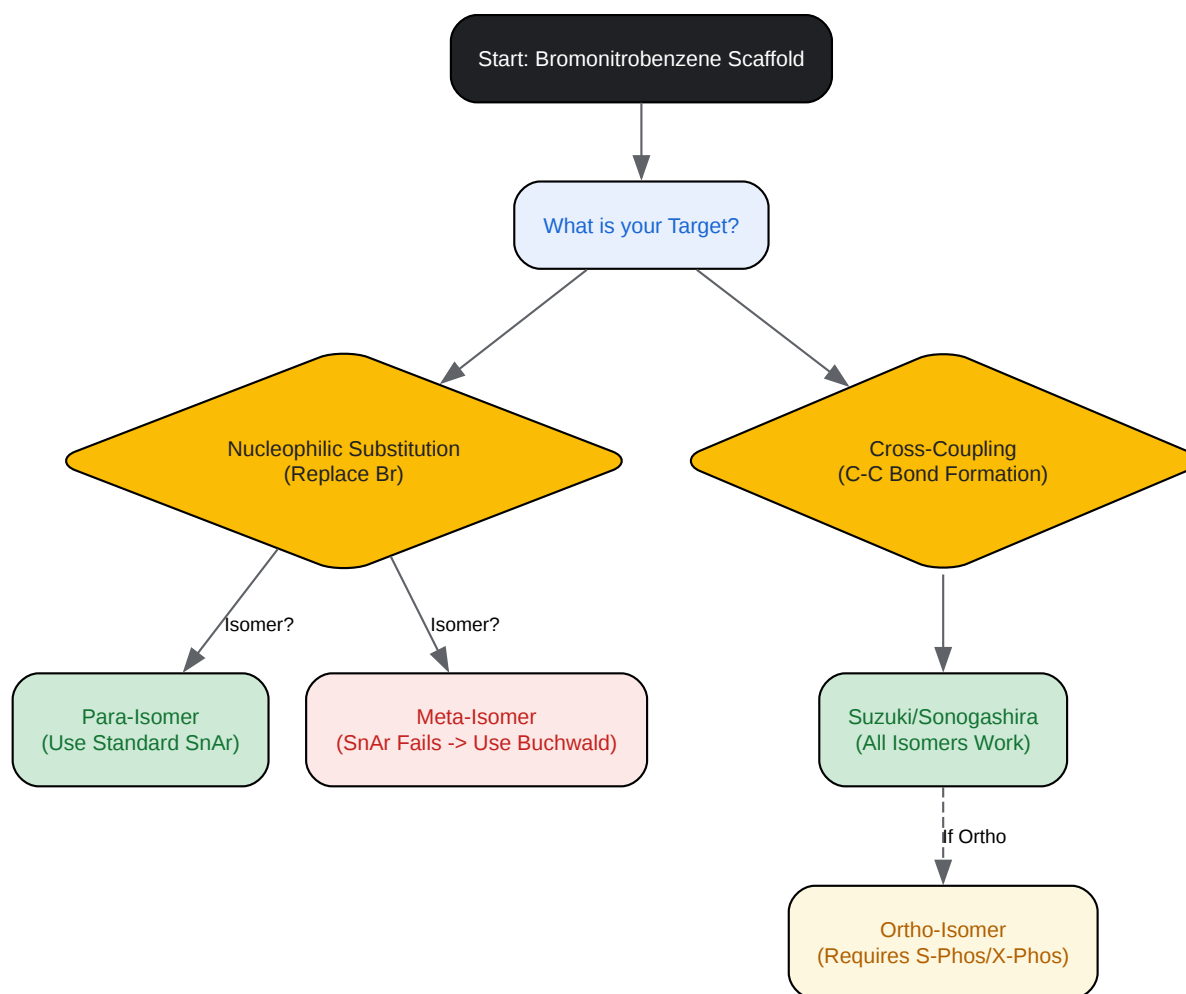 Start: Bromonitrobenzene Scaffold
What is your Target?
Nucleophilic Substitution
(Replace Br)
Cross-Coupling
(C-C Bond Formation)
Isomer?
Isomer?
Para-Isomer
(Use Standard SnAr)
Meta-Isomer
(SnAr Fails -> Use Buchwald)
Suzuki/Sonogashira
(All Isomers Work)
If Ortho
Ortho-Isomer
(Requires S-Phos/X-Phos)